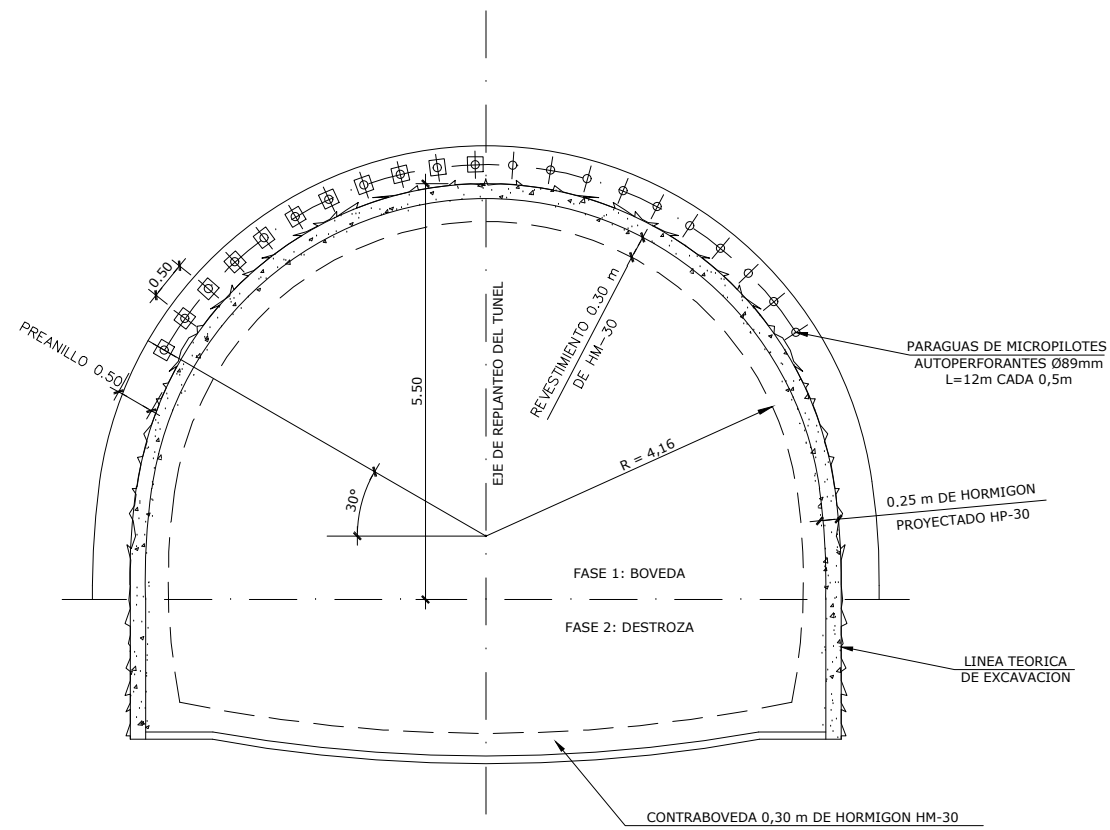 0.50
PREANILLO 0.50
5.50
EJE DE REPLANTEO DEL TUNEL
REVESTIMIENTO 0.30 m
DE HM-30
PARAGUAS DE MICROPILOTES
AUTOPERFORANTES Ø89mm
L=12m CADA 0,5m
R = 4,16
30°
0.25 m DE HORMIGON
PROYECTADO HP-30
FASE 1: BOVEDA
FASE 2: DESTROZA
LINEA TEORICA
DE EXCAVACION
CONTRABOVEDA 0,30 m DE HORMIGON HM-30